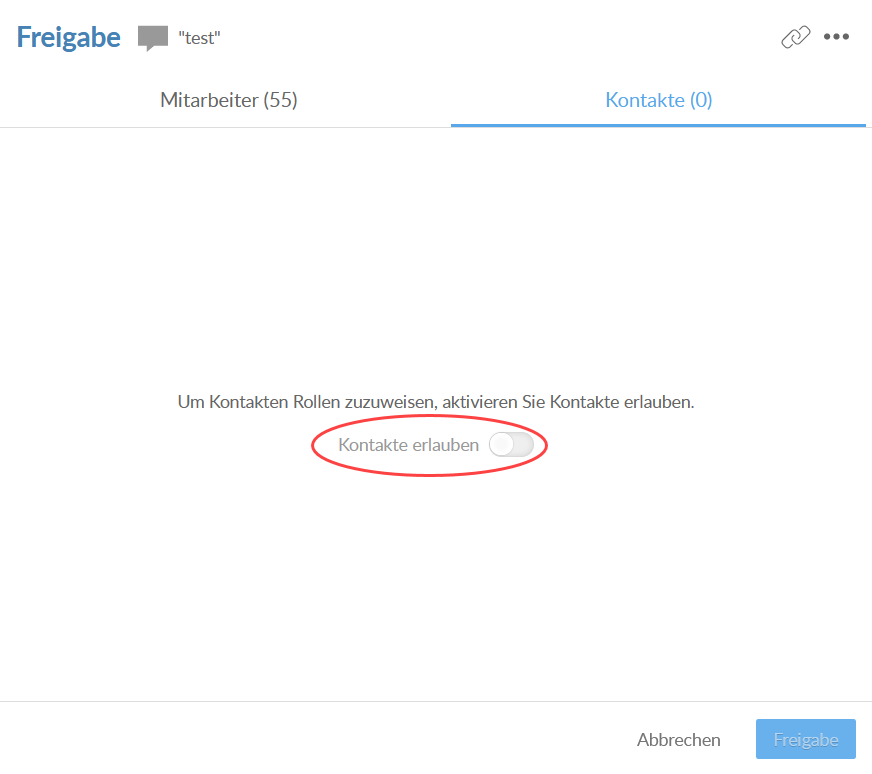 Freigabe "test"
Mitarbeiter (55) Kontakte (0)
Um Kontakten Rollen zuzuweisen, aktivieren Sie Kontakte erlauben.
Kontakte erlauben
Abbrechen Freigabe